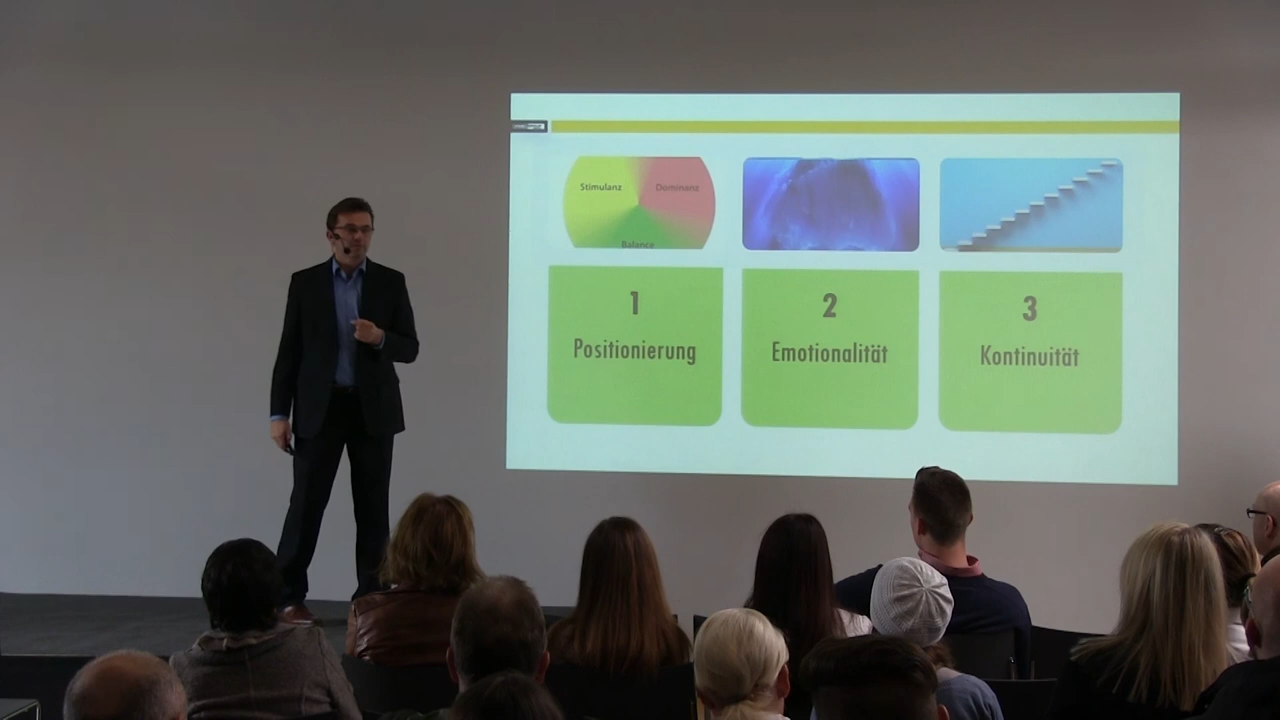 Stimulanz
Dominanz
Balance
1
Positionierung
2
Emotionalität
3
Kontinuität